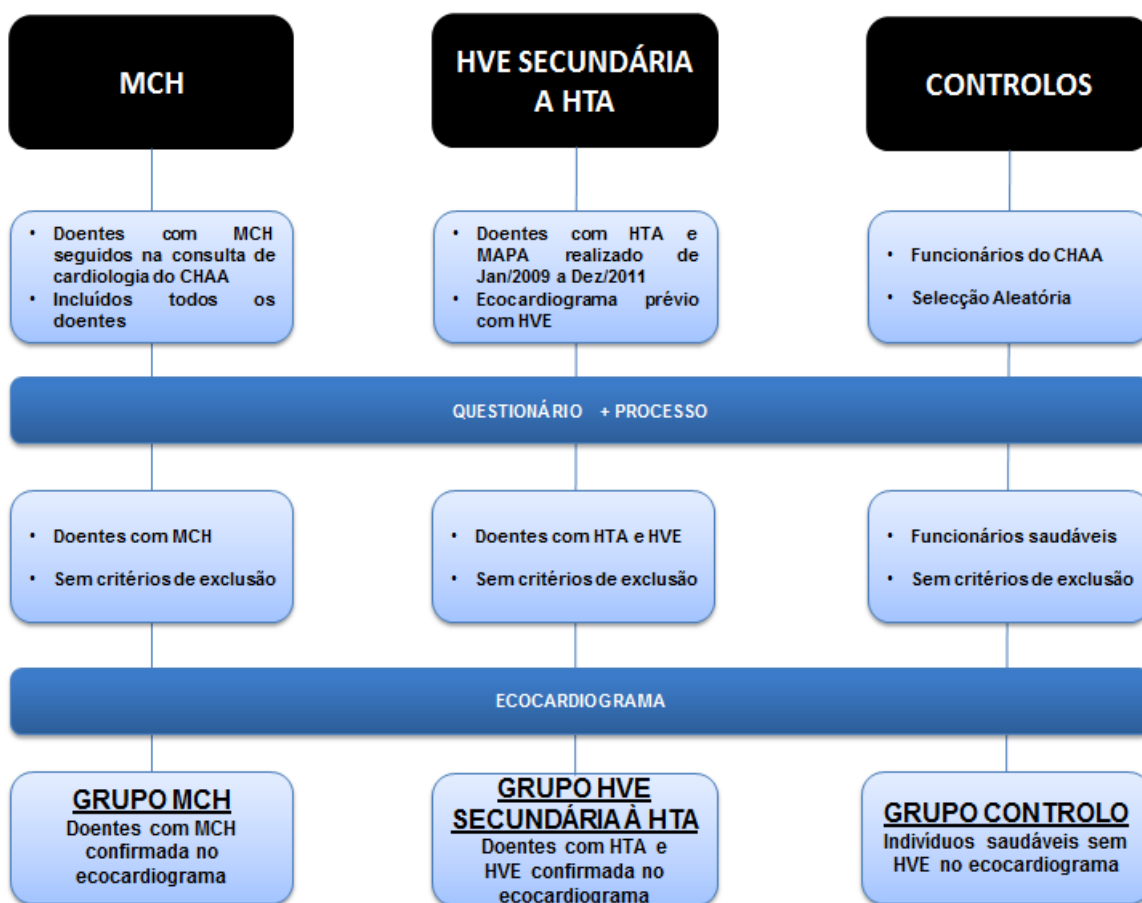 MCH
HVE SECUNDÁRIA
A HTA
CONTROLOS
• Doentes com MCH
seguidos na consulta de
cardiologia do CHAA
• Incluídos todos os
doentes
• Doentes com HTA e
MAPA realizado de
Jan/2009 a Dez/2011
• Ecocardiograma prévio
com HVE
• Funcionários do CHAA
• Selecção Aleatória
QUESTIONÁRIO + PROCESSO
• Doentes com MCH
• Sem critérios de exclusão
• Doentes com HTA e HVE
• Sem critérios de exclusão
• Funcionários saudáveis
• Sem critérios de exclusão
ECOCARDIOGRAMA
GRUPO MCH
Doentes com MCH
confirmada no
ecocardiograma
GRUPO HVE
SECUNDÁRIA À HTA
Doentes com HTA e
HVE confirmada no
ecocardiograma
GRUPO CONTROLO
Indivíduos saudáveis sem
HVE no ecocardiograma